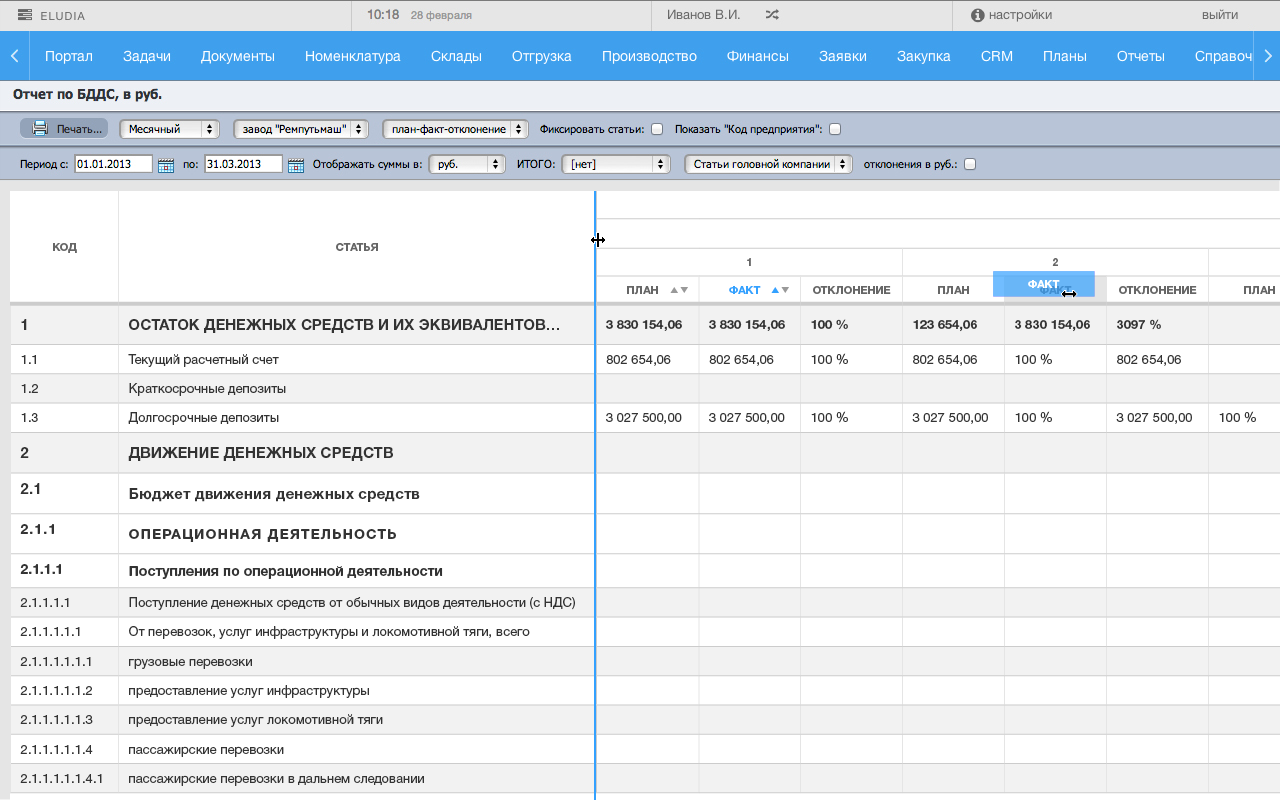 ELUDIA 10:18 28 февраля Иванов В.И. настройки выйти
Портал Задачи Документы Номенклатура Склады Отгрузка Производство Финансы Заявки Закупка CRM Планы Отчеты Справоч
Отчет по БДДС, в руб.
Печать... Месячный завод "Ремпутьмаш" план-факт-отклонение Фиксировать статьи: Показать "Код предприятия":
Период с: 01.01.2013 по: 31.03.2013 Отображать суммы в: руб. ИТОГО: [нет] Статьи головной компании отклонения в руб.:
КОД СТАТЬЯ
1 2
ПЛАН ФАКТ ОТКЛОНЕНИЕ ПЛАН ФАКТ ОТКЛОНЕНИЕ ПЛАН
1 ОСТАТОК ДЕНЕЖНЫХ СРЕДСТВ И ИХ ЭКВИВАЛЕНТОВ... 3 830 154,06 3 830 154,06 100 % 123 654,06 3 830 154,06 3097 %
1.1 Текущий расчетный счет 802 654,06 802 654,06 100 % 802 654,06 100 % 802 654,06
1.2 Краткосрочные депозиты
1.3 Долгосрочные депозиты 3 027 500,00 3 027 500,00 100 % 3 027 500,00 100 % 3 027 500,00 100 %
2 ДВИЖЕНИЕ ДЕНЕЖНЫХ СРЕДСТВ
2.1 Бюджет движения денежных средств
2.1.1 ОПЕРАЦИОННАЯ ДЕЯТЕЛЬНОСТЬ
2.1.1.1 Поступления по операционной деятельности
2.1.1.1.1 Поступление денежных средств от обычных видов деятельности (с НДС)
2.1.1.1.1.1 От перевозок, услуг инфраструктуры и локомотивной тяги, всего
2.1.1.1.1.1.1 грузовые перевозки
2.1.1.1.1.1.2 предоставление услуг инфраструктуры
2.1.1.1.1.1.3 предоставление услуг локомотивной тяги
2.1.1.1.1.1.4 пассажирские перевозки
2.1.1.1.1.1.4.1 пассажирские перевозки в дальнем следовании